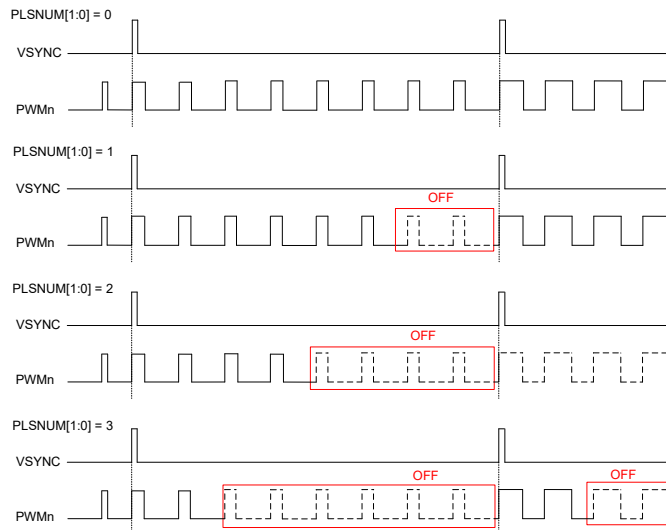 PLSNUM[1:0] = 0
VSYNC
PWMn
PLSNUM[1:0] = 1
VSYNC
OFF
PWMn
PLSNUM[1:0] = 2
VSYNC
OFF
PWMn
PLSNUM[1:0] = 3
VSYNC
OFF OFF
PWMn